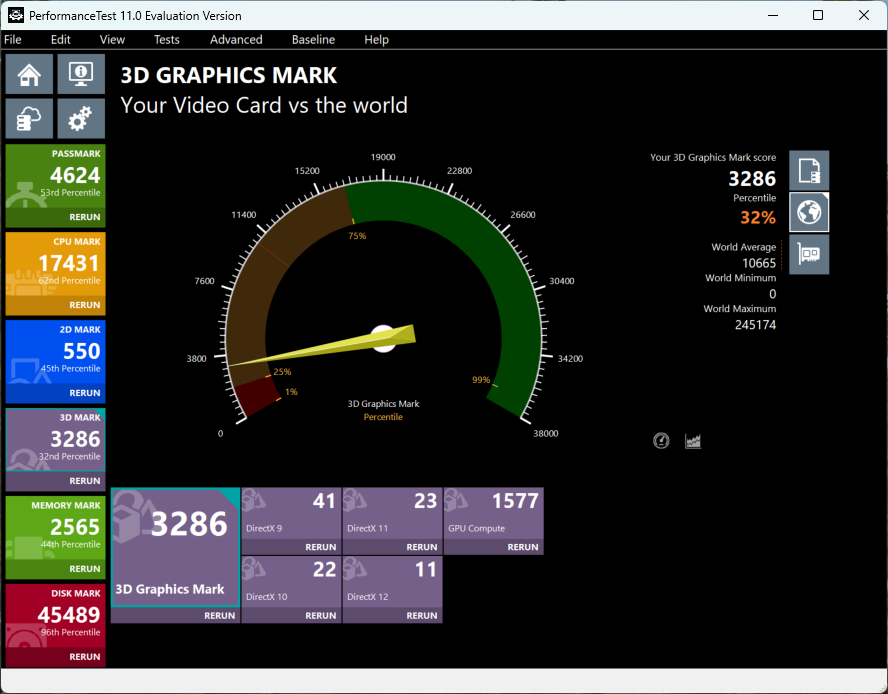 PerformanceTest 11.0 Evaluation Version
File Edit View Tests Advanced Baseline Help
3D GRAPHICS MARK
Your Video Card vs the world
PASSMARK
4624
53rd Percentile
RERUN
CPU MARK
17431
62nd Percentile
RERUN
2D MARK
550
45th Percentile
RERUN
3D MARK
3286
32nd Percentile
RERUN
MEMORY MARK
2565
44th Percentile
RERUN
DISK MARK
45489
96th Percentile
RERUN
0
3800
7600
11400
15200
19000
22800
26600
30400
34200
38000
1%
25%
75%
99%
3D Graphics Mark
Percentile
Your 3D Graphics Mark score
3286
Percentile
32%
World Average
10665
World Minimum
0
World Maximum
245174
3286
3D Graphics Mark
RERUN
41
DirectX 9
RERUN
23
DirectX 11
RERUN
1577
GPU Compute
RERUN
22
DirectX 10
RERUN
11
DirectX 12
RERUN